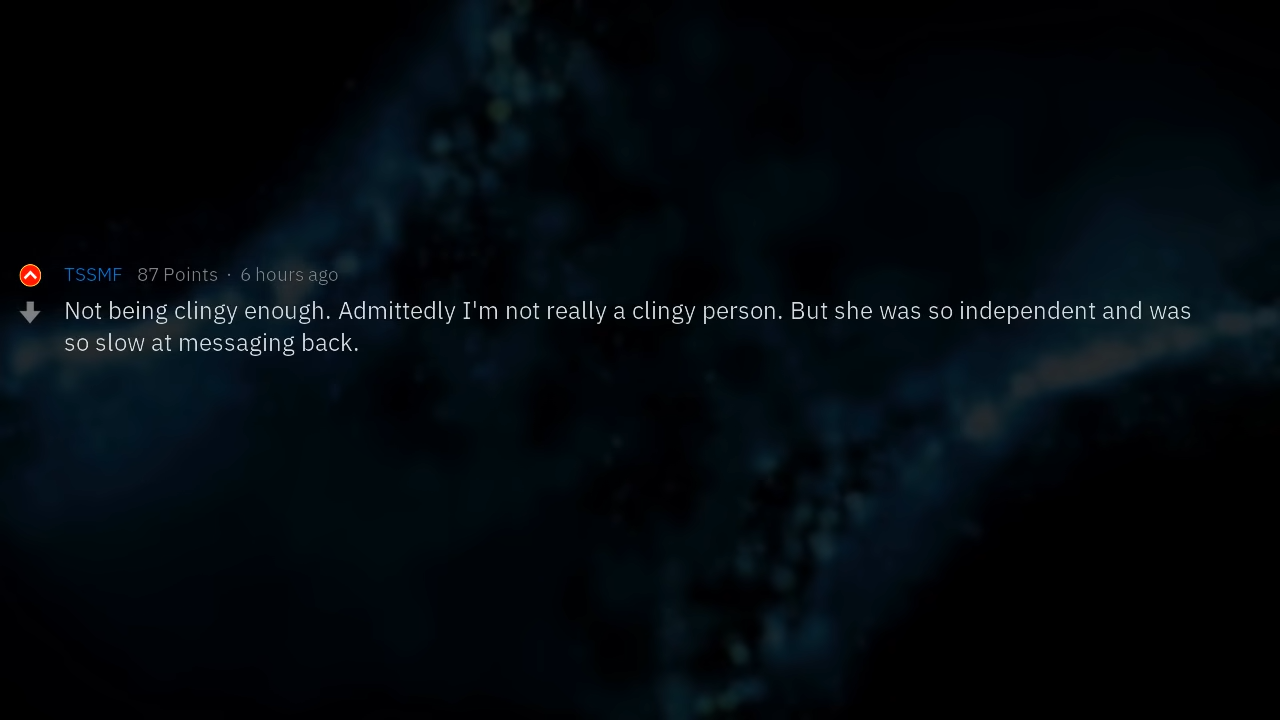 TSSMF 87 Points · 6 hours ago
Not being clingy enough. Admittedly I'm not really a clingy person. But she was so independent and was
so slow at messaging back.